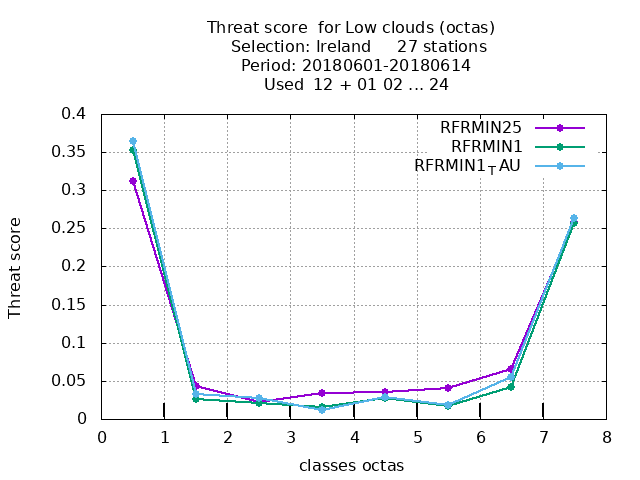 Threat score  for Low clouds (octas)
Selection: Ireland     27 stations
Period: 20180601-20180614
Used  12 + 01 02 ... 24
RFRMIN25
RFRMIN1
RFRMIN1TAU
0.4
0.35
0.3
0.25
0.2
0.15
0.1
0.05
0
Threat score
0 1 2 3 4 5 6 7 8
classes octas